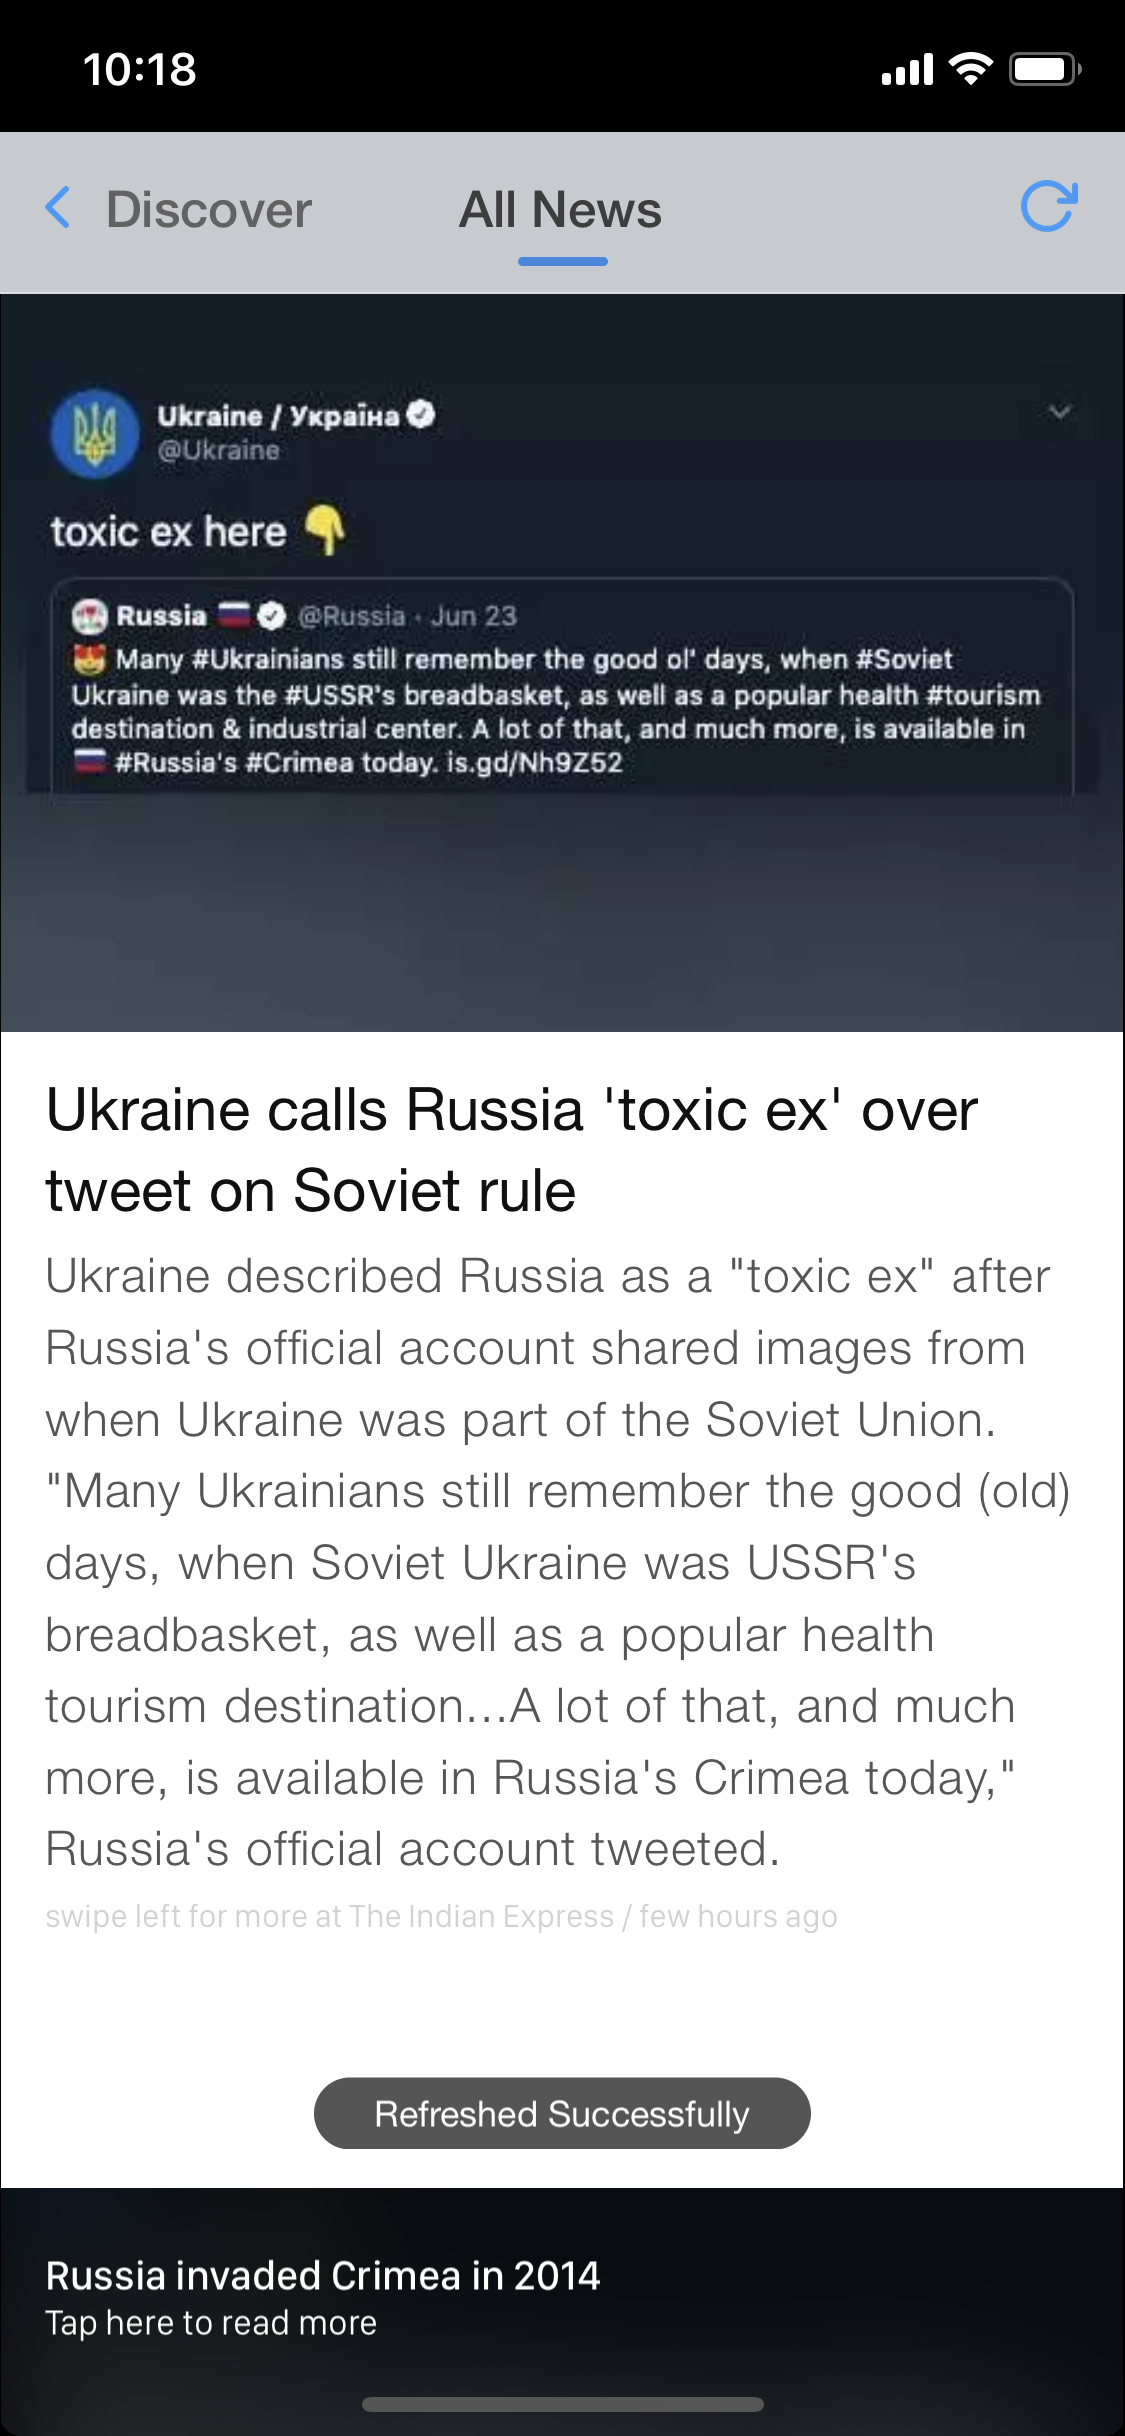 10:18
Discover
All News
Ukraine / Україна
@Ukraine
toxic ex here 👇
Russia 🇷🇺 @Russia · Jun 23
😍 Many #Ukrainians still remember the good ol' days, when #Soviet
Ukraine was the #USSR's breadbasket, as well as a popular health #tourism
destination & industrial center. A lot of that, and much more, is available in
🇷🇺 #Russia's #Crimea today. is.gd/Nh9Z52
Ukraine calls Russia 'toxic ex' over
tweet on Soviet rule
Ukraine described Russia as a "toxic ex" after
Russia's official account shared images from
when Ukraine was part of the Soviet Union.
"Many Ukrainians still remember the good (old)
days, when Soviet Ukraine was USSR's
breadbasket, as well as a popular health
tourism destination...A lot of that, and much
more, is available in Russia's Crimea today,"
Russia's official account tweeted.
swipe left for more at The Indian Express / few hours ago
Refreshed Successfully
Russia invaded Crimea in 2014
Tap here to read more